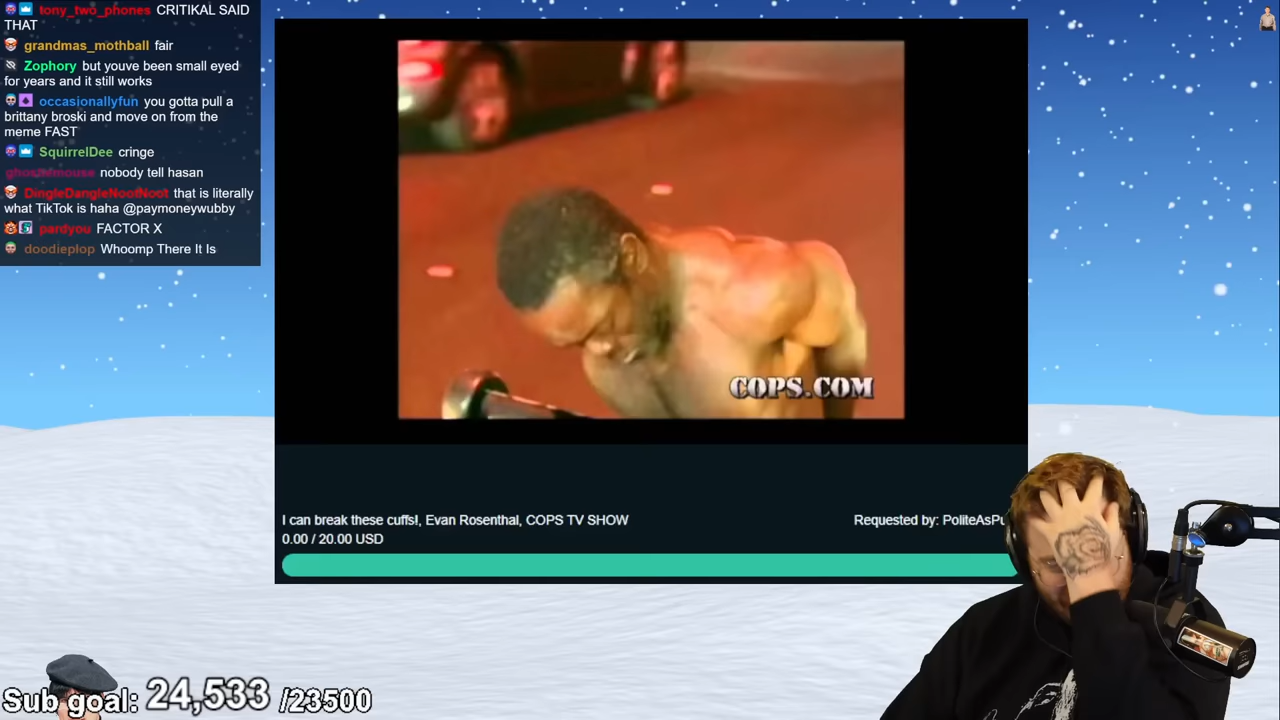 tony_two_phones CRITIKAL SAID
THAT
grandmas_mothball fair
Zophory but youve been small eyed
for years and it still works
occasionallyfun you gotta pull a
brittany broski and move on from the
meme FAST
SquirrelDee cringe
ghostofmouse nobody tell hasan
DingleDangleNootNoot that is literally
what TikTok is haha @paymoneywubby
pardyou FACTOR X
doodieplop Whoomp There It Is
COPS.COM
I can break these cuffs!, Evan Rosenthal, COPS TV SHOW
Requested by: PoliteAsPu
0.00 / 20.00 USD
Sub goal: 24,533 /23500